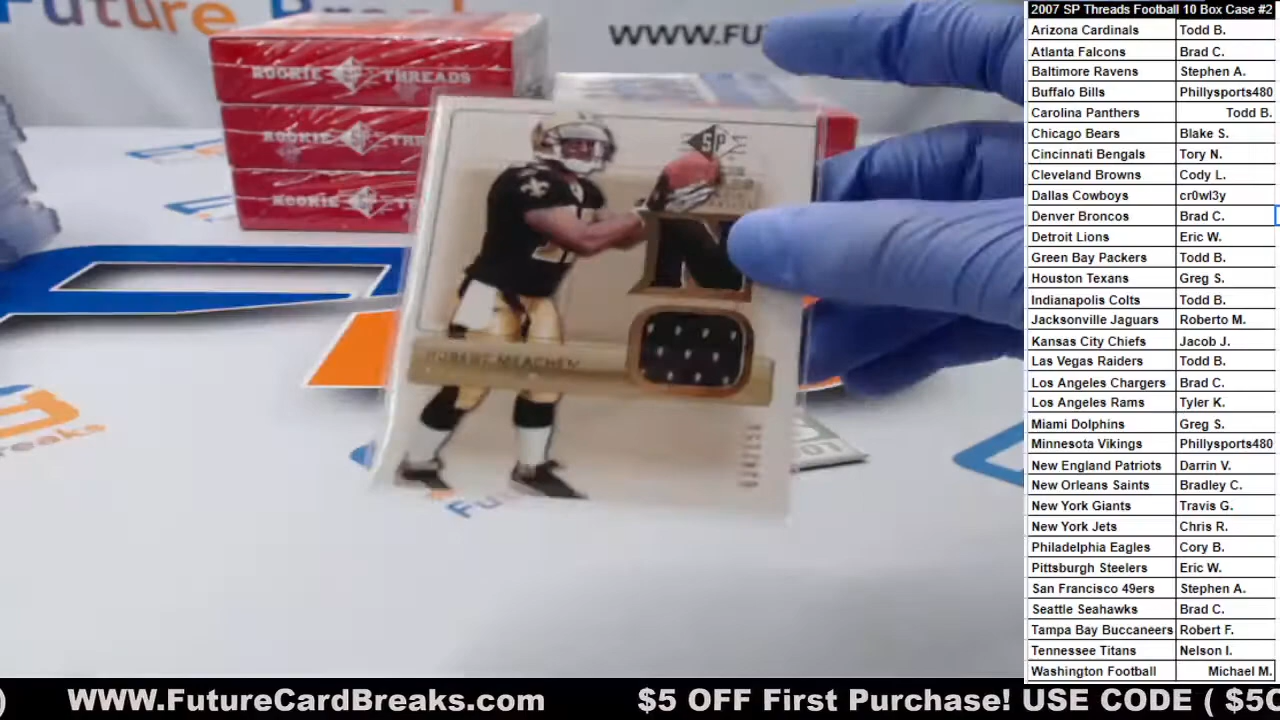 2007 SP Threads Football 10 Box Case #2
Arizona Cardinals Todd B.
Atlanta Falcons Brad C.
Baltimore Ravens Stephen A.
Buffalo Bills Phillysports480
Carolina Panthers Todd B.
Chicago Bears Blake S.
Cincinnati Bengals Tory N.
Cleveland Browns Cody L.
Dallas Cowboys cr0wl3y
Denver Broncos Brad C.
Detroit Lions Eric W.
Green Bay Packers Todd B.
Houston Texans Greg S.
Indianapolis Colts Todd B.
Jacksonville Jaguars Roberto M.
Kansas City Chiefs Jacob J.
Las Vegas Raiders Todd B.
Los Angeles Chargers Brad C.
Los Angeles Rams Tyler K.
Miami Dolphins Greg S.
Minnesota Vikings Phillysports480
New England Patriots Darrin V.
New Orleans Saints Bradley C.
New York Giants Travis G.
New York Jets Chris R.
Philadelphia Eagles Cory B.
Pittsburgh Steelers Eric W.
San Francisco 49ers Stephen A.
Seattle Seahawks Brad C.
Tampa Bay Buccaneers Robert F.
Tennessee Titans Nelson I.
Washington Football Michael M.
Future
WWW.FU
ROOKIE SP THREADS
ROOKIE
ROOKIE
SP
N
ROBERT MEACHEM
Breaks
) WWW.FutureCardBreaks.com $5 OFF First Purchase! USE CODE ( $5